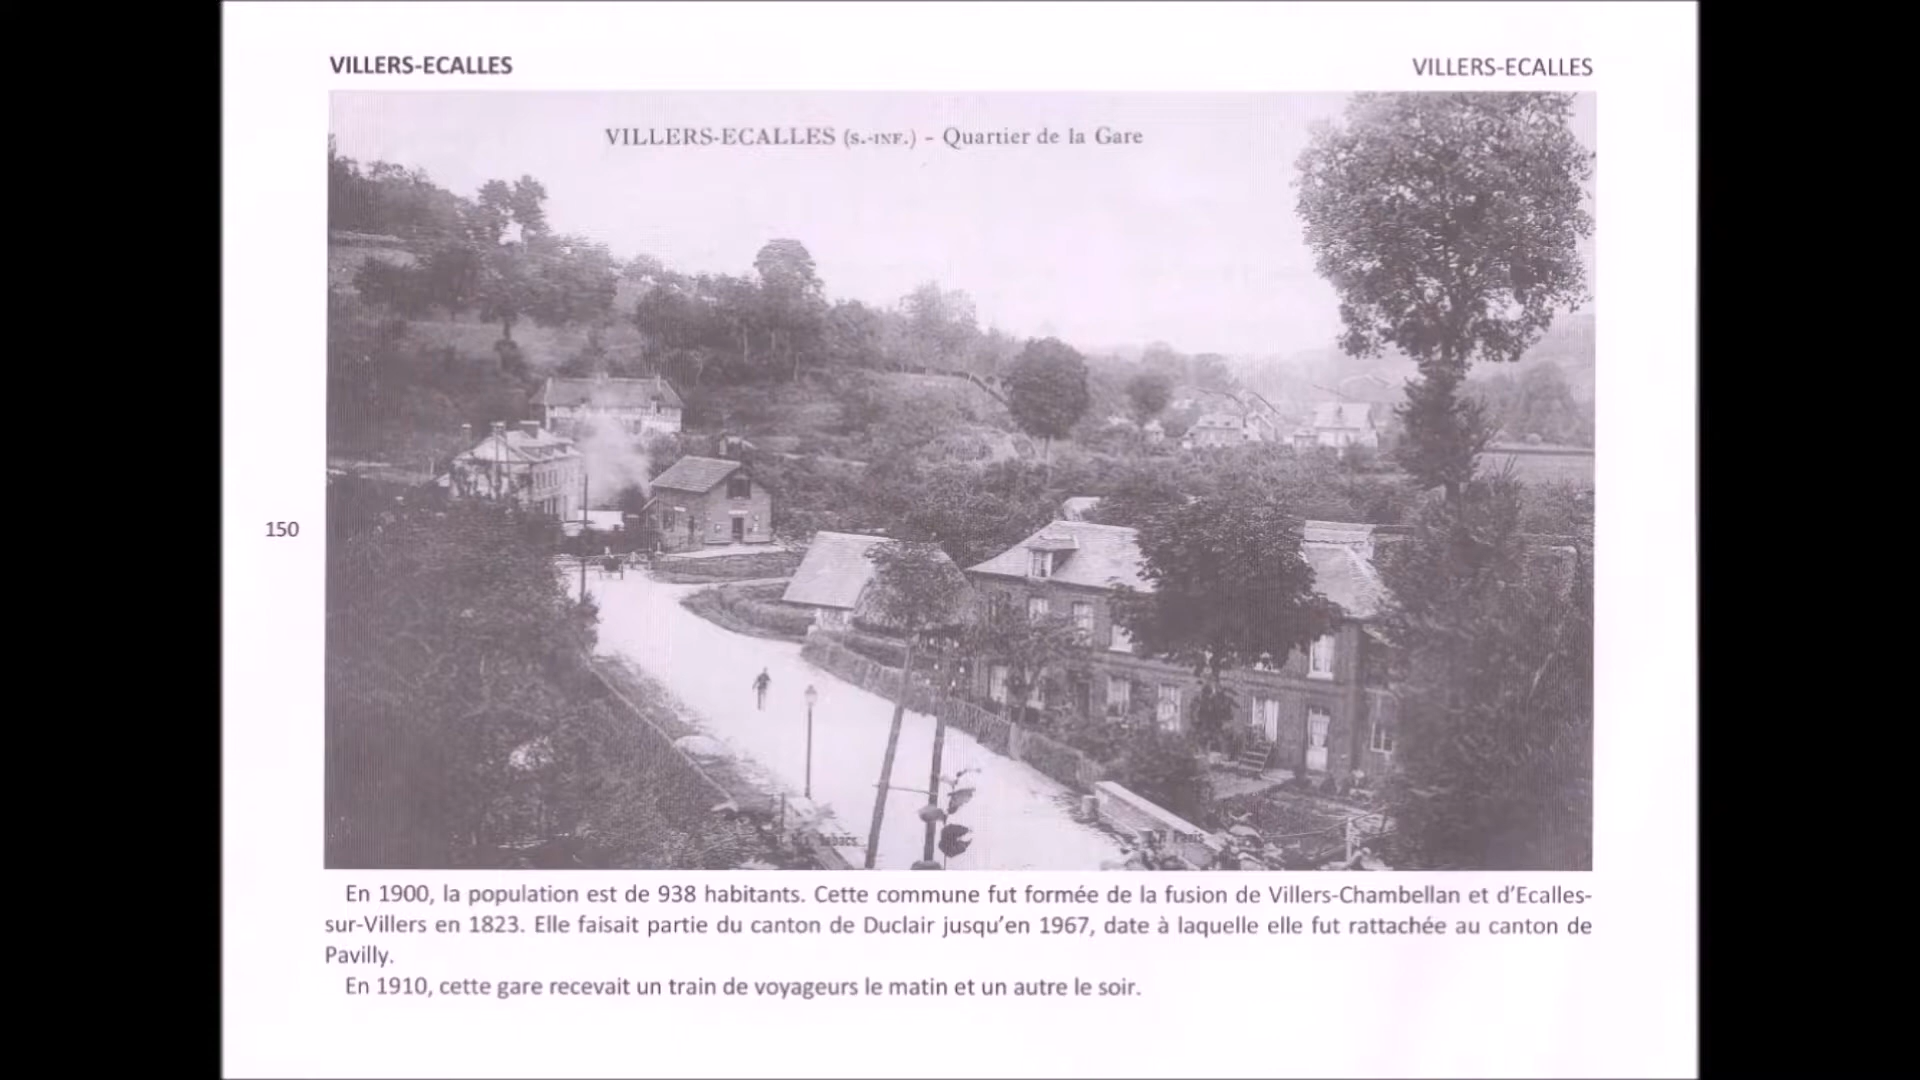 VILLERS-ECALLES
VILLERS-ECALLES
VILLERS-ECALLES (S.-INF.) - Quartier de la Gare
150
tabacs
Paris
En 1900, la population est de 938 habitants. Cette commune fut formée de la fusion de Villers-Chambellan et d'Ecalles-
sur-Villers en 1823. Elle faisait partie du canton de Duclair jusqu'en 1967, date à laquelle elle fut rattachée au canton de
Pavilly.
En 1910, cette gare recevait un train de voyageurs le matin et un autre le soir.